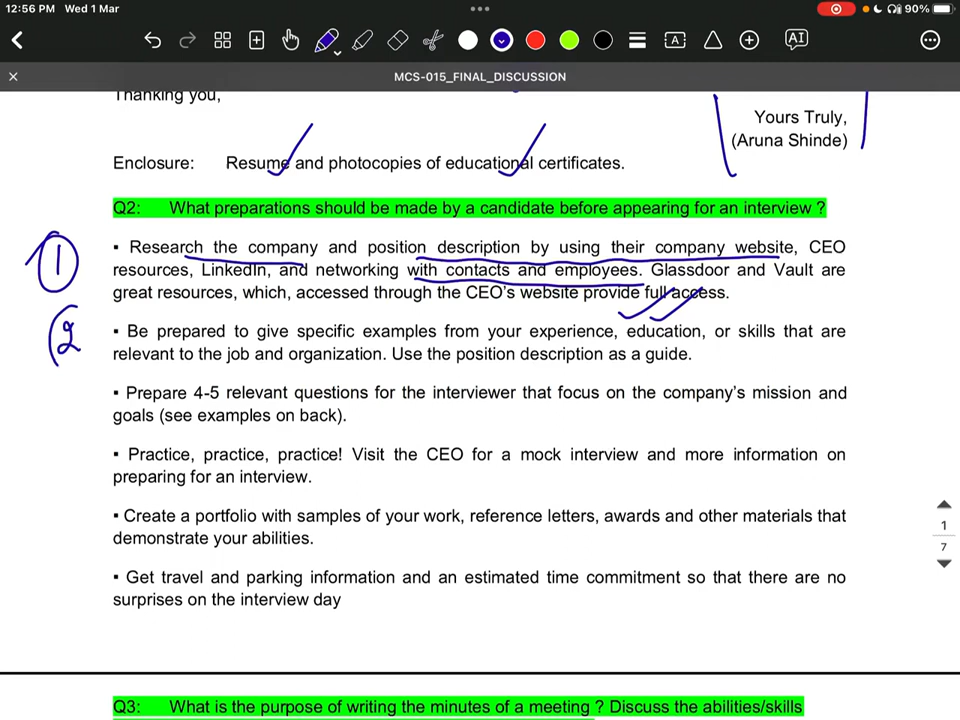 12:56 PM Wed 1 Mar
90%
MCS-015_FINAL_DISCUSSION
Thanking you,
Yours Truly,
(Aruna Shinde)
Enclosure: Resume and photocopies of educational certificates.
Q2: What preparations should be made by a candidate before appearing for an interview ?
1
▪ Research the company and position description by using their company website, CEO
resources, LinkedIn, and networking with contacts and employees. Glassdoor and Vault are
great resources, which, accessed through the CEO's website provide full access.
2
▪ Be prepared to give specific examples from your experience, education, or skills that are
relevant to the job and organization. Use the position description as a guide.
▪ Prepare 4-5 relevant questions for the interviewer that focus on the company's mission and
goals (see examples on back).
▪ Practice, practice, practice! Visit the CEO for a mock interview and more information on
preparing for an interview.
▪ Create a portfolio with samples of your work, reference letters, awards and other materials that
demonstrate your abilities.
▪ Get travel and parking information and an estimated time commitment so that there are no
surprises on the interview day
1
7
Q3: What is the purpose of writing the minutes of a meeting ? Discuss the abilities/skills